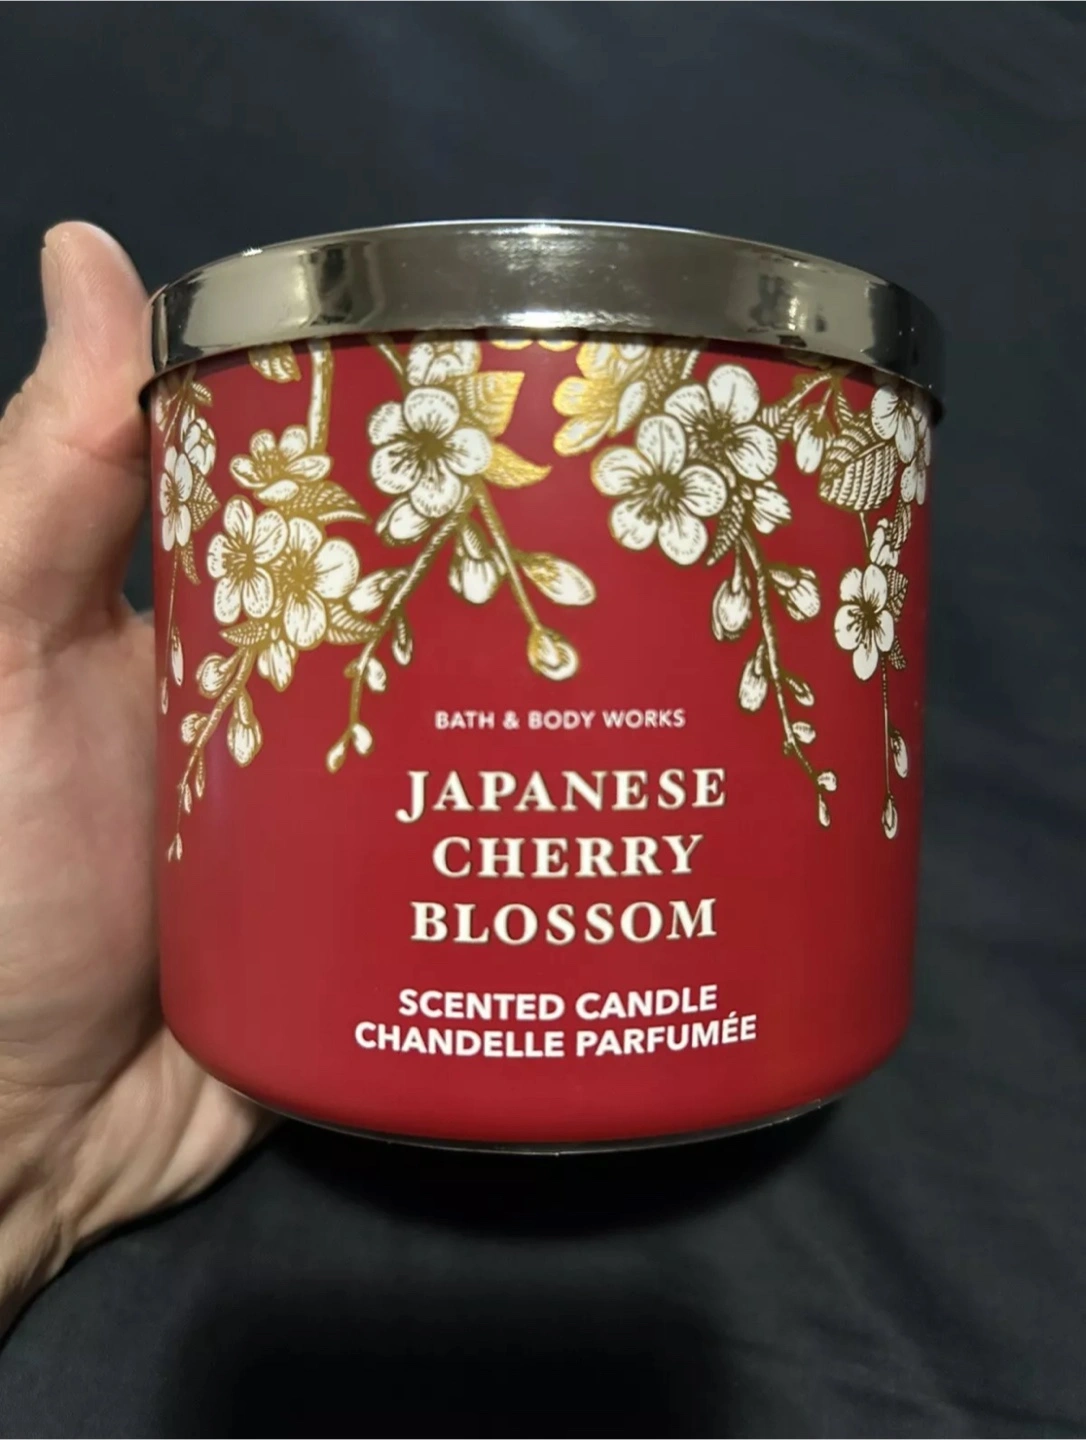 BATH & BODY WORKS
JAPANESE
CHERRY
BLOSSOM
SCENTED CANDLE
CHANDELLE PARFUMÉE